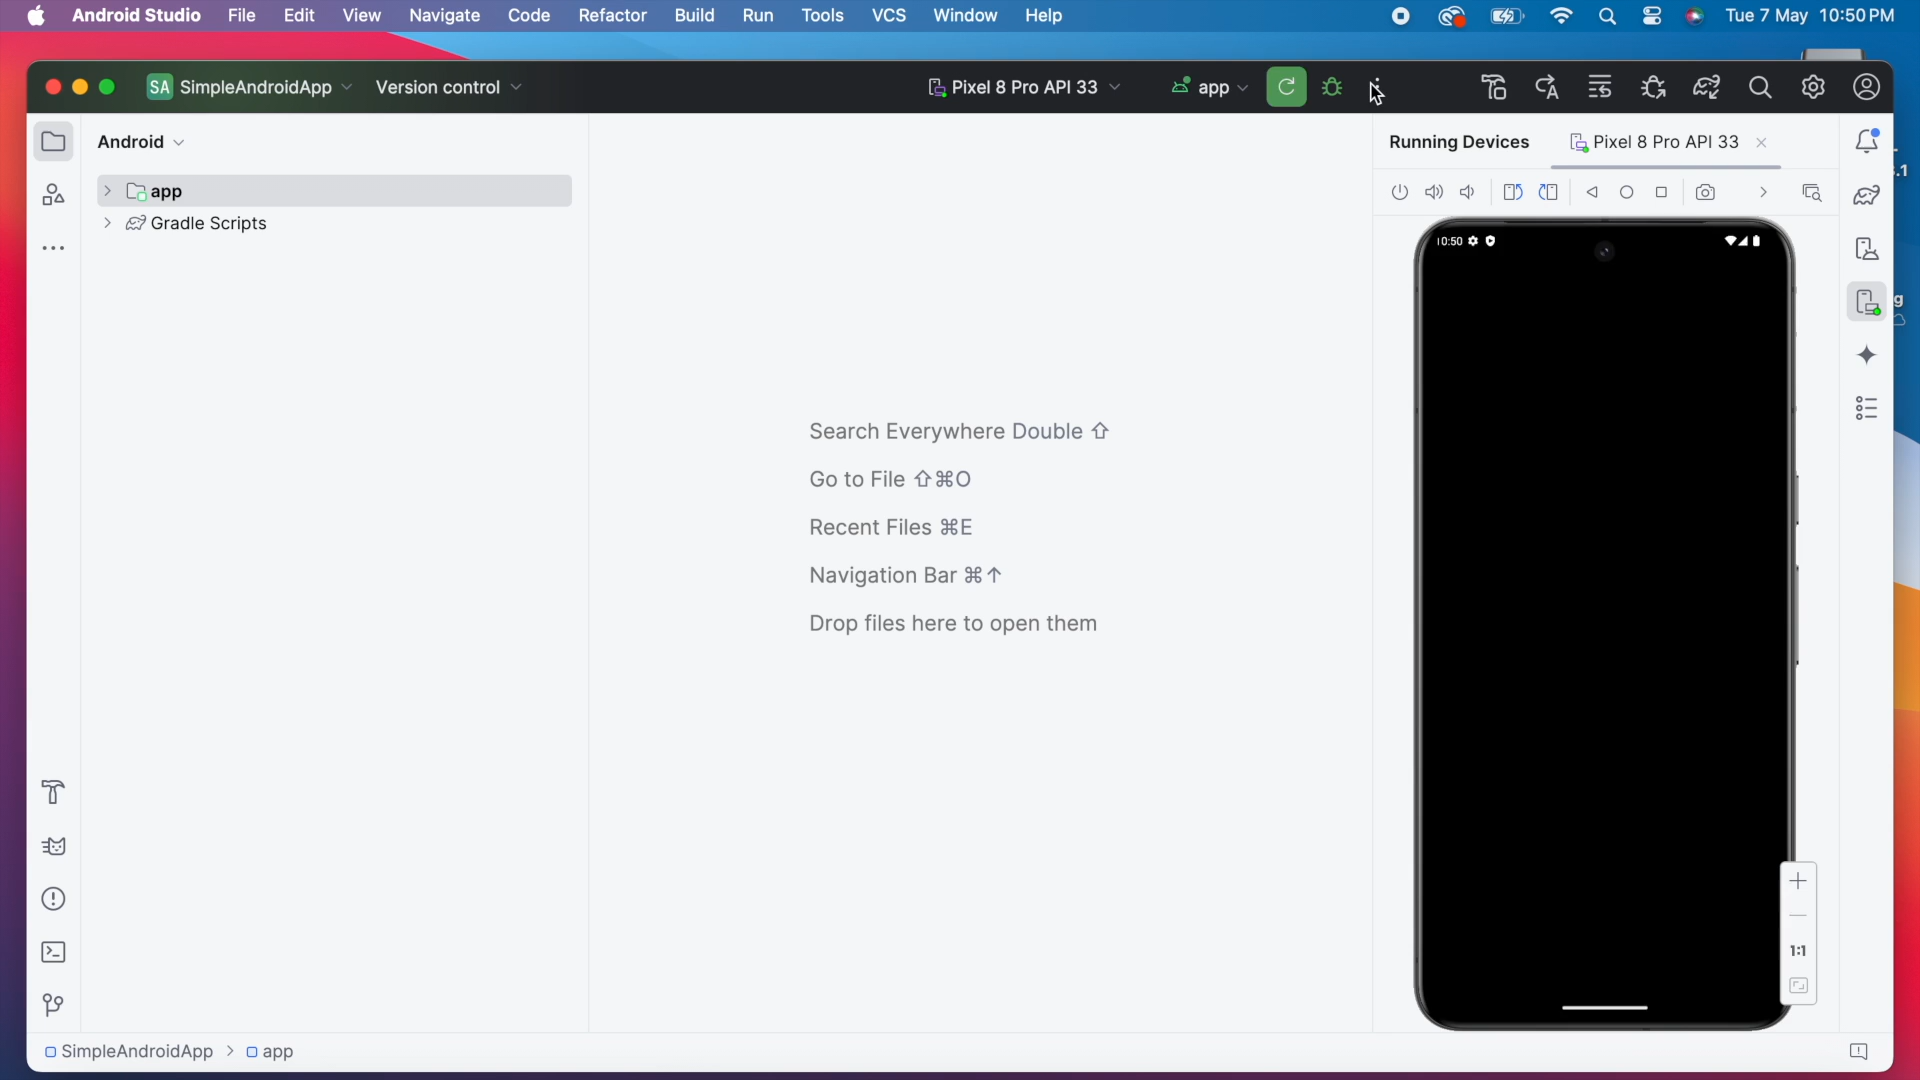 Android Studio File Edit View Navigate Code Refactor Build Run Tools VCS Window Help Tue 7 May 10:50 PM
SA SimpleAndroidApp Version control Pixel 8 Pro API 33 app
Android
Running Devices Pixel 8 Pro API 33
.1
app
Gradle Scripts
10:50
g
Search Everywhere Double ⇧
Go to File ⇧⌘O
Recent Files ⌘E
Navigation Bar ⌘↑
Drop files here to open them
1:1
SimpleAndroidApp > app